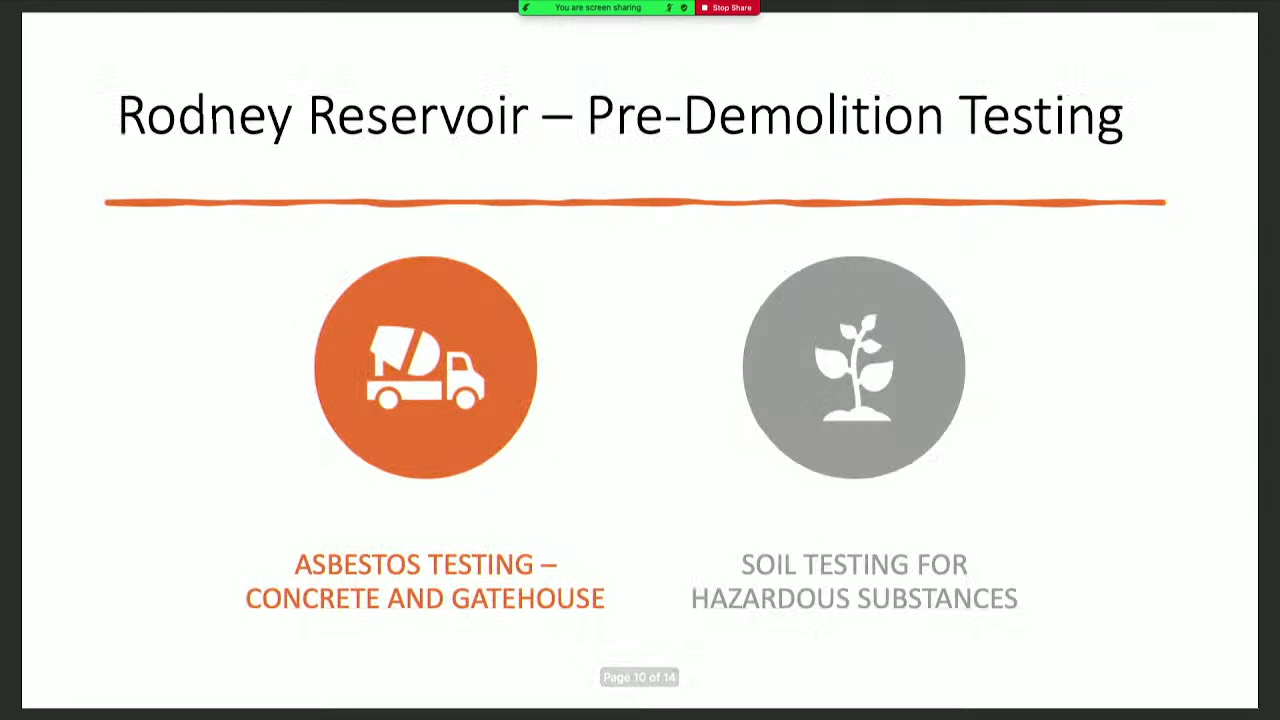 You are screen sharing
Stop Share
Rodney Reservoir – Pre-Demolition Testing
ASBESTOS TESTING –
CONCRETE AND GATEHOUSE
SOIL TESTING FOR
HAZARDOUS SUBSTANCES
Page 10 of 14